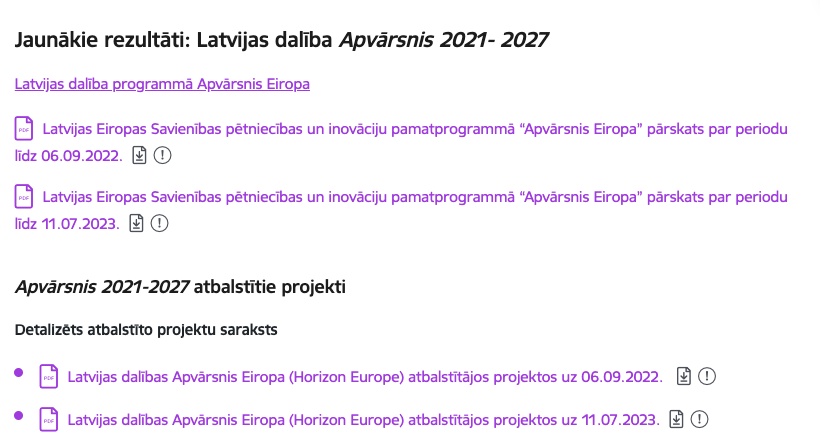 Jaunākie rezultāti: Latvijas dalība Apvārsnis 2021- 2027
Latvijas dalība programmā Apvārsnis Eiropa
PDF Latvijas Eiropas Savienības pētniecības un inovāciju pamatprogrammā “Apvārsnis Eiropa” pārskats par periodu
līdz 06.09.2022.
PDF Latvijas Eiropas Savienības pētniecības un inovāciju pamatprogrammā “Apvārsnis Eiropa” pārskats par periodu
līdz 11.07.2023.
Apvārsnis 2021-2027 atbalstītie projekti
Detalizēts atbalstīto projektu saraksts
PDF Latvijas dalības Apvārsnis Eiropa (Horizon Europe) atbalstītājos projektos uz 06.09.2022.
PDF Latvijas dalības Apvārsnis Eiropa (Horizon Europe) atbalstītājos projektos uz 11.07.2023.